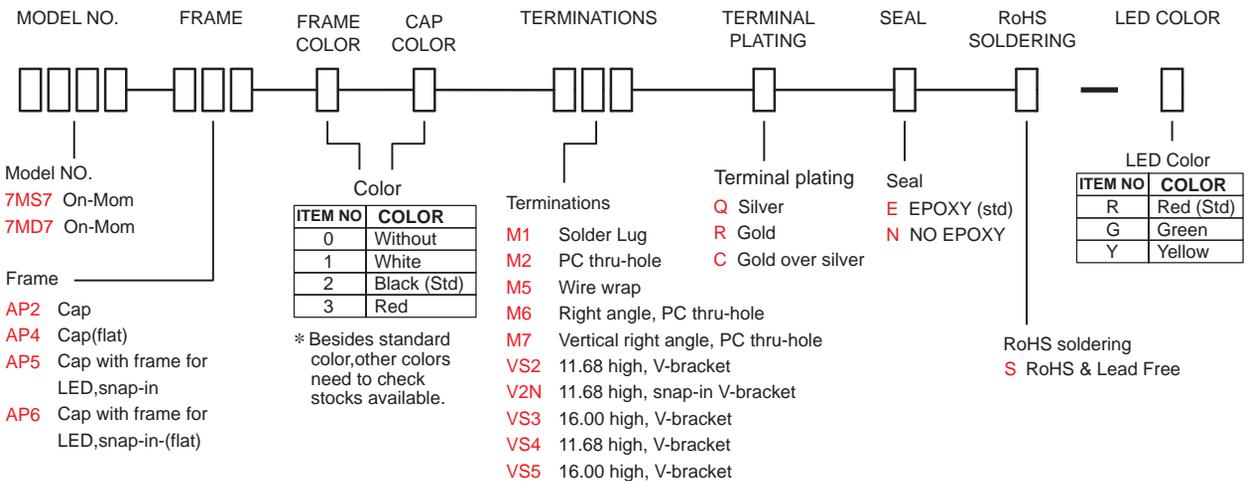 MODEL NO.
FRAME
FRAME
COLOR
CAP
COLOR
TERMINATIONS
TERMINAL
PLATING
SEAL
RoHS
SOLDERING
LED COLOR
Model NO.
7MS7 On-Mom
7MD7 On-Mom
Frame
AP2 Cap
AP4 Cap(flat)
AP5 Cap with frame for
LED,snap-in
AP6 Cap with frame for
LED,snap-in-(flat)
Color
ITEM NO COLOR
0 Without
1 White
2 Black (Std)
3 Red
* Besides standard
color,other colors
need to check
stocks available.
Terminations
M1 Solder Lug
M2 PC thru-hole
M5 Wire wrap
M6 Right angle, PC thru-hole
M7 Vertical right angle, PC thru-hole
VS2 11.68 high, V-bracket
V2N 11.68 high, snap-in V-bracket
VS3 16.00 high, V-bracket
VS4 11.68 high, V-bracket
VS5 16.00 high, V-bracket
Terminal plating
Q Silver
R Gold
C Gold over silver
Seal
E EPOXY (std)
N NO EPOXY
RoHS soldering
S RoHS & Lead Free
LED Color
ITEM NO COLOR
R Red (Std)
G Green
Y Yellow